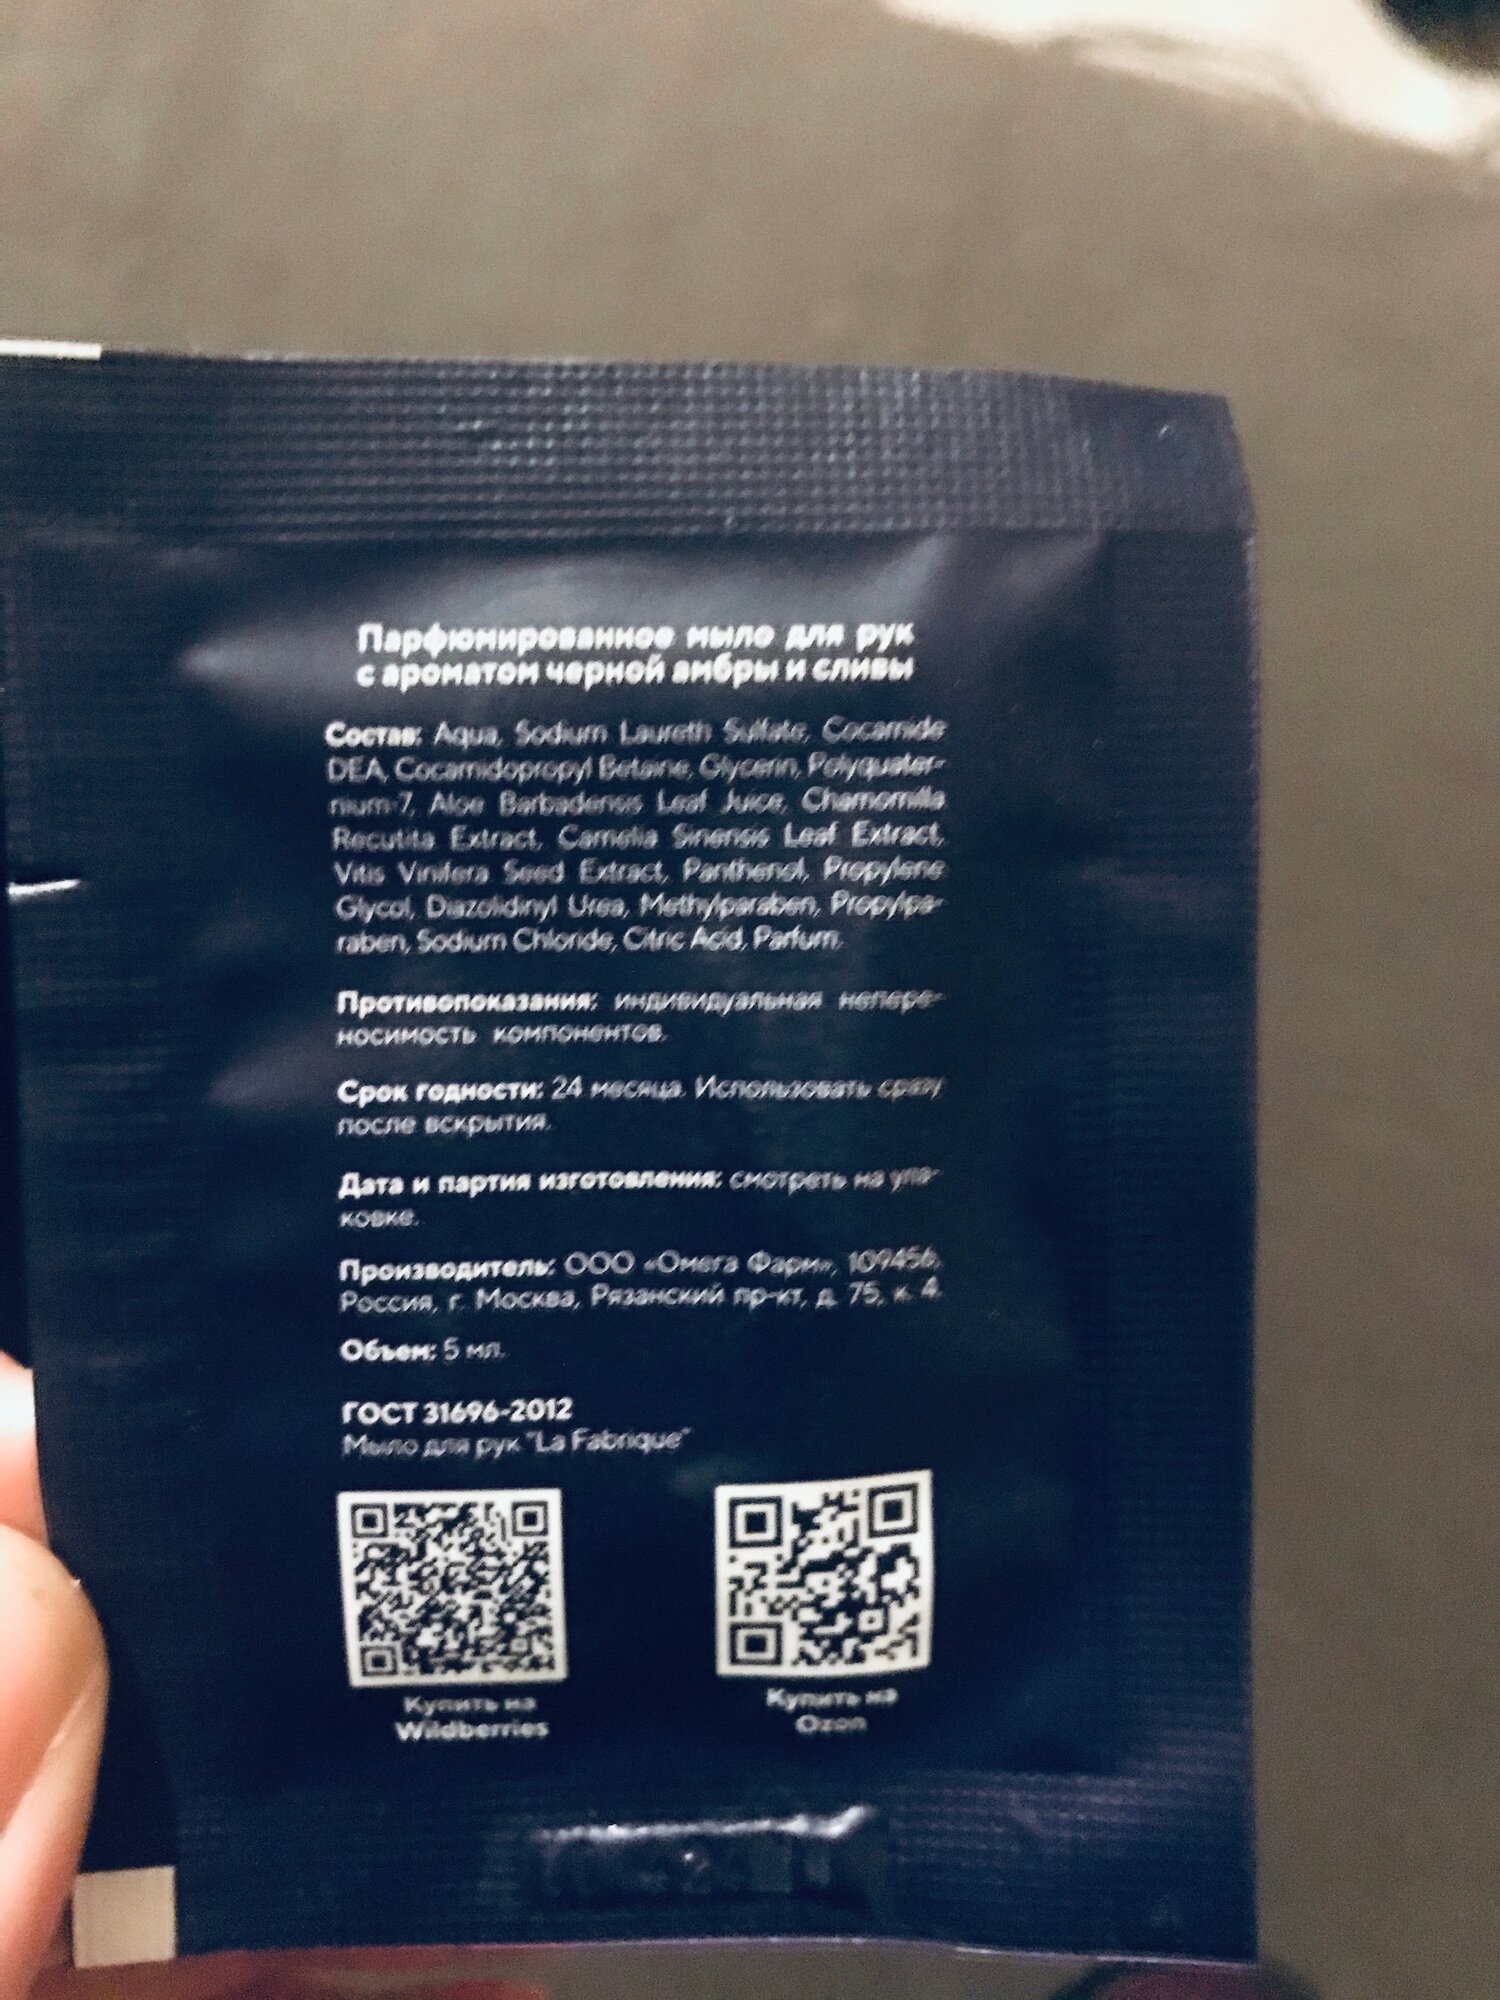 Парфюмированное мыло для рук
с ароматом черной амбры и сливы
Состав: Aqua, Sodium Laureth Sulfate, Cocamide
DEA, Cocamidopropyl Betaine, Glycerin, Polyquater-
nium-7, Aloe Barbadensis Leaf Juice, Chamomilla
Recutita Extract, Camelia Sinensis Leaf Extract,
Vitis Vinifera Seed Extract, Panthenol, Propylene
Glycol, Diazolidinyl Urea, Methylparaben, Propylpa-
raben, Sodium Chloride, Citric Acid, Parfum.
Противопоказания: индивидуальная непере-
носимость компонентов.
Срок годности: 24 месяца. Использовать сразу
после вскрытия.
Дата и партия изготовления: смотреть на упа-
ковке.
Производитель: ООО «Омега Фарм», 109456,
Россия, г. Москва, Рязанский пр-кт, д. 75, к. 4.
Объем: 5 мл.
ГОСТ 31696-2012
Мыло для рук "La Fabrique"
Купить на
Wildberries
Купить на
Ozon